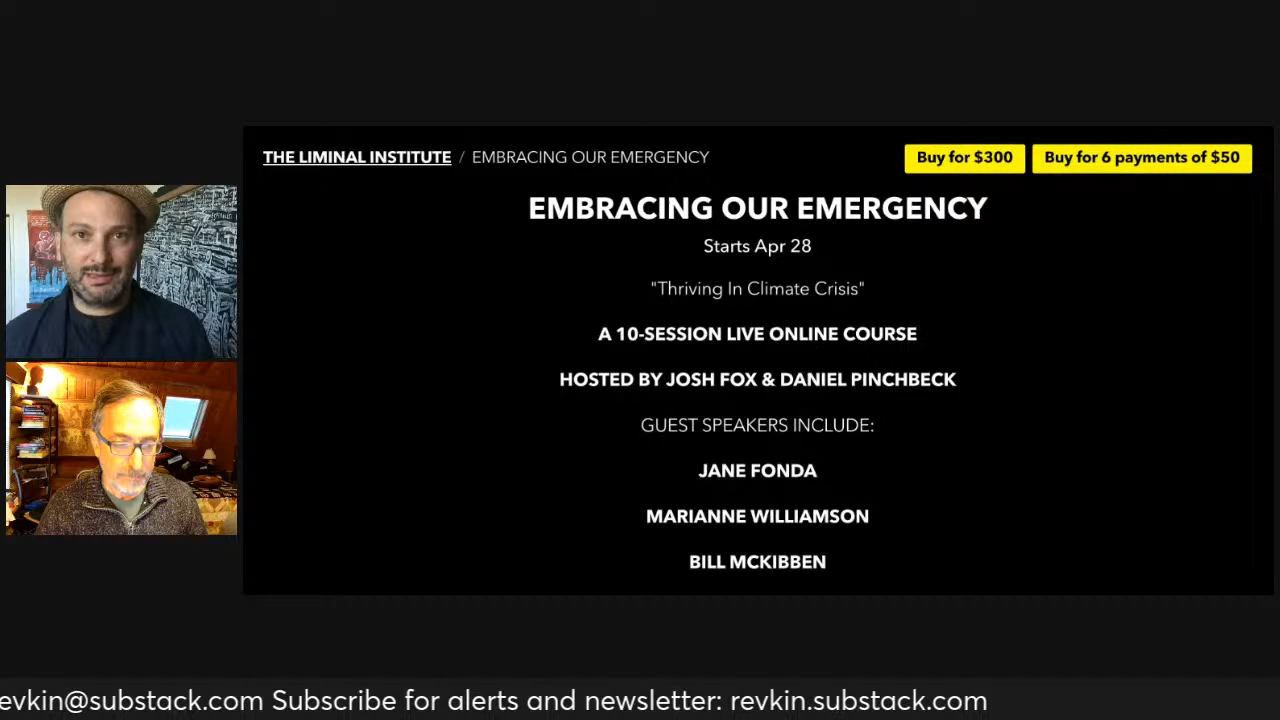 THE LIMINAL INSTITUTE / EMBRACING OUR EMERGENCY
Buy for $300
Buy for 6 payments of $50
EMBRACING OUR EMERGENCY
Starts Apr 28
"Thriving In Climate Crisis"
A 10-SESSION LIVE ONLINE COURSE
HOSTED BY JOSH FOX & DANIEL PINCHBECK
GUEST SPEAKERS INCLUDE:
JANE FONDA
MARIANNE WILLIAMSON
BILL MCKIBBEN
evkin@substack.com Subscribe for alerts and newsletter: revkin.substack.com